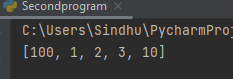 Secondprogram
C:\Users\Sindhu\PycharmProj
[100, 1, 2, 3, 10]